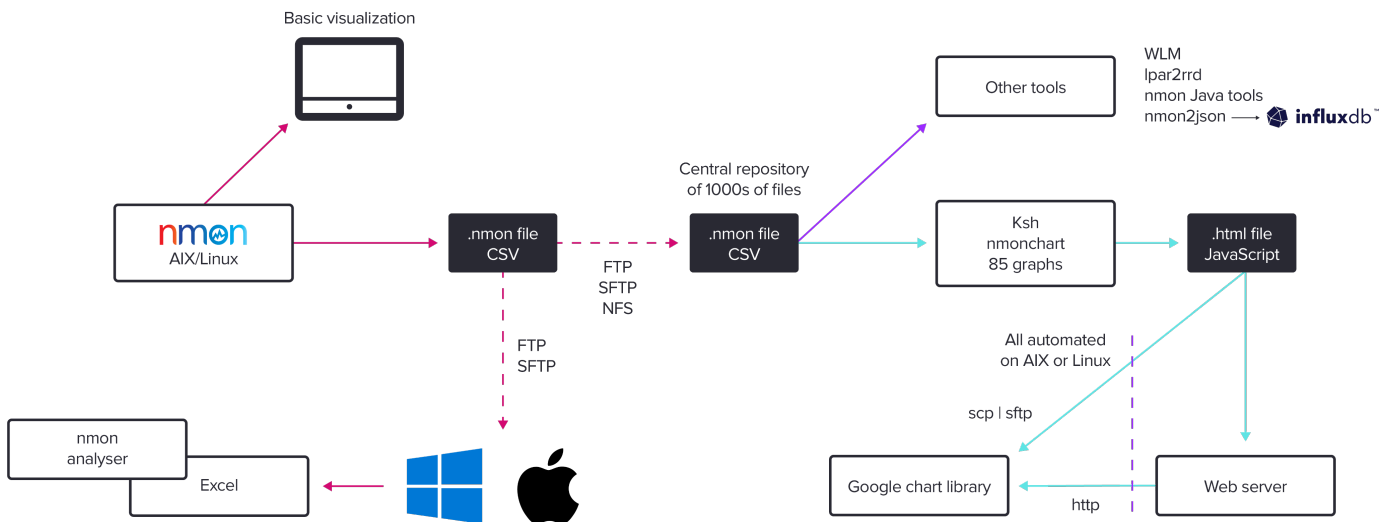 Basic visualization
WLM
lpar2rrd
nmon Java tools
nmon2json
influxdb™
Other tools
Central repository
of 1000s of files
nmon
AIX/Linux
.nmon file
CSV
FTP
SFTP
NFS
.nmon file
CSV
Ksh
nmonchart
85 graphs
.html file
JavaScript
FTP
SFTP
All automated
on AIX or Linux
scp | sftp
nmon
analyser
Excel
Google chart library
http
Web server